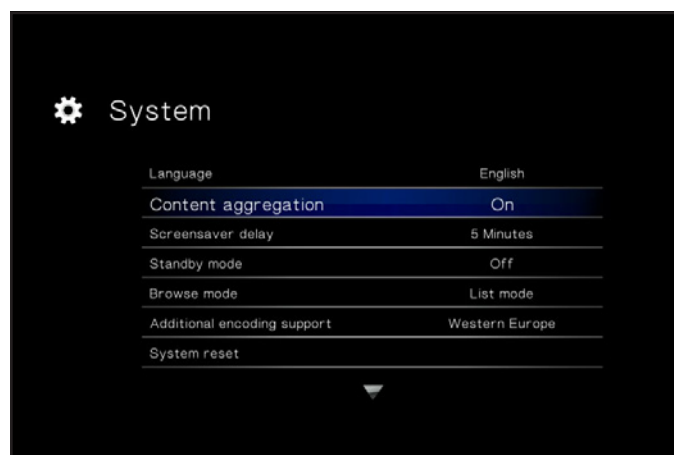 System
Language English
Content aggregation On
Screensaver delay 5 Minutes
Standby mode Off
Browse mode List mode
Additional encoding support Western Europe
System reset